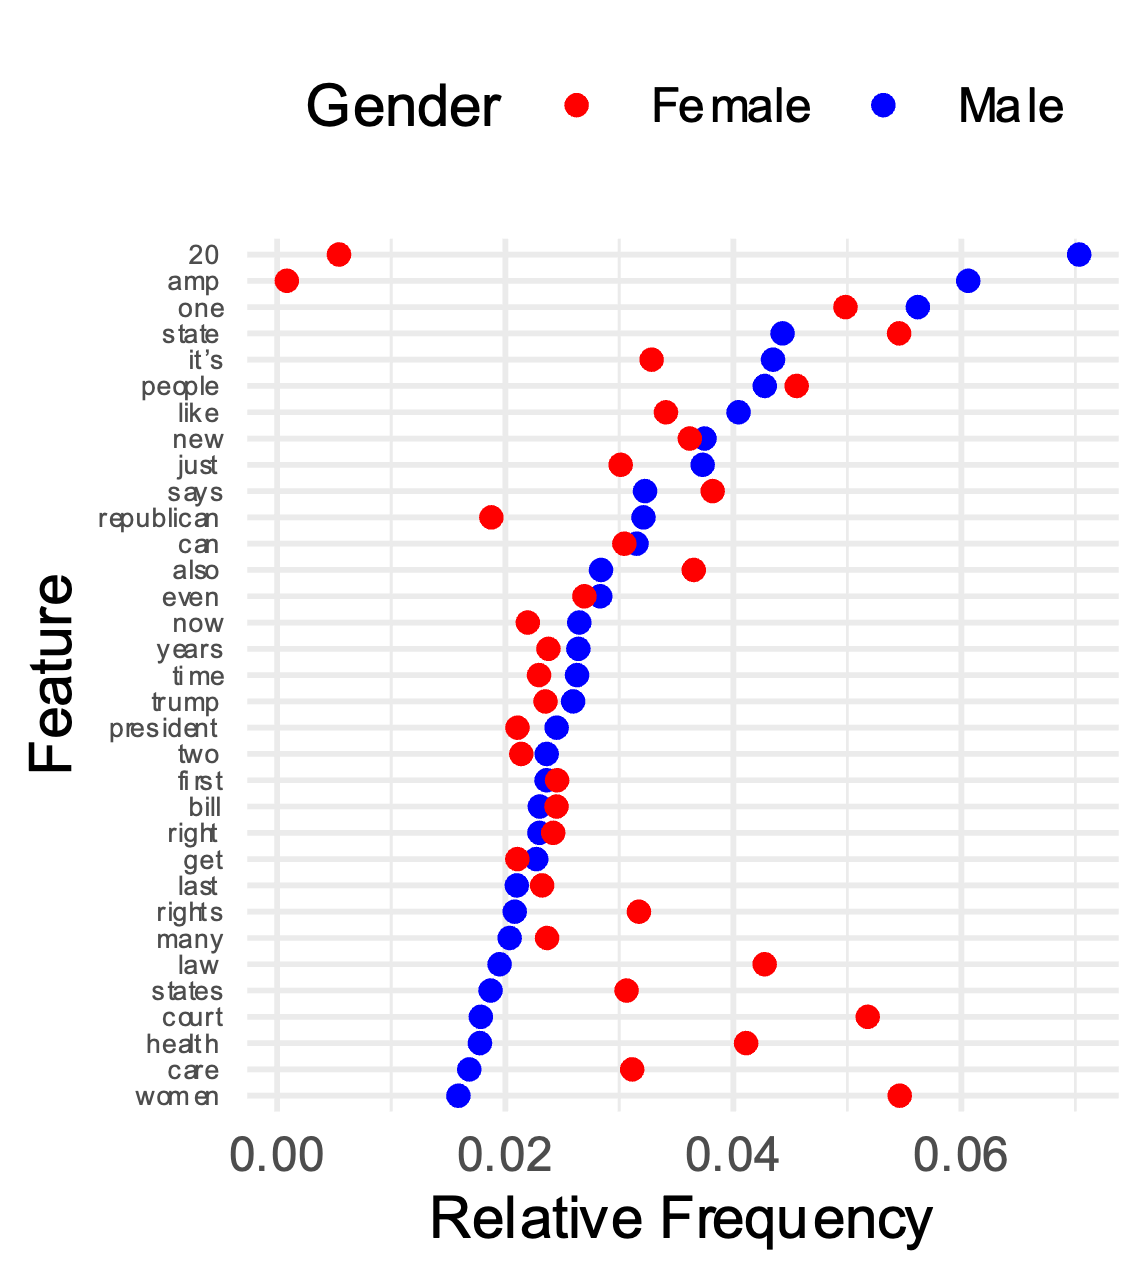 Gender Female Male
20
amp
one
state
it’s
people
like
new
just
says
republican
can
also
even
now
years
time
trump
president
two
first
bill
right
get
last
rights
many
law
states
court
health
care
women
Feature
0.00 0.02 0.04 0.06
Relative Frequency